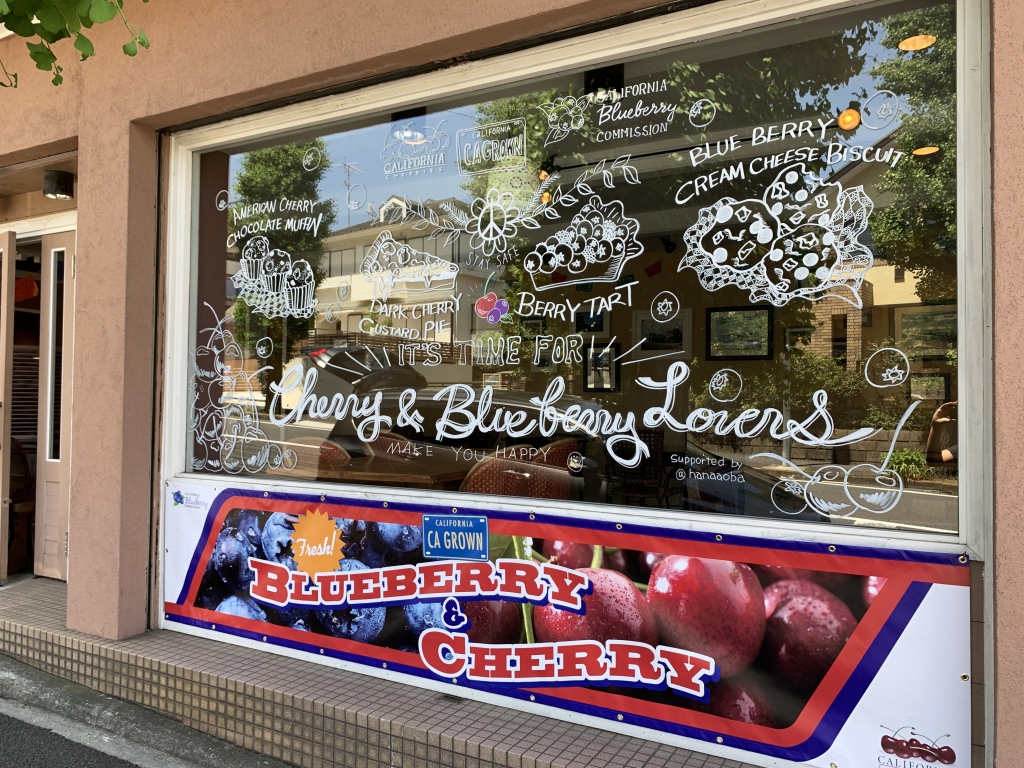 CALIFORNIA
Blueberry
COMMISSION
CALIFORNIA
CHERRIES
CALIFORNIA
CA GROWN
BLUE BERRY
CREAM CHEESE BISCUIT
AMERICAN CHERRY
CHOCOLATE MUFFIN
STAY SAFE
DARK CHERRY
CUSTARD PIE
BERRY TART
IT'S TIME FOR
Cherry & Blueberry Lovers
MAKE YOU HAPPY
Supported by
@hanaaoba
Blueberry
Fresh!
CALIFORNIA
CA GROWN
BLUEBERRY
&
CHERRY